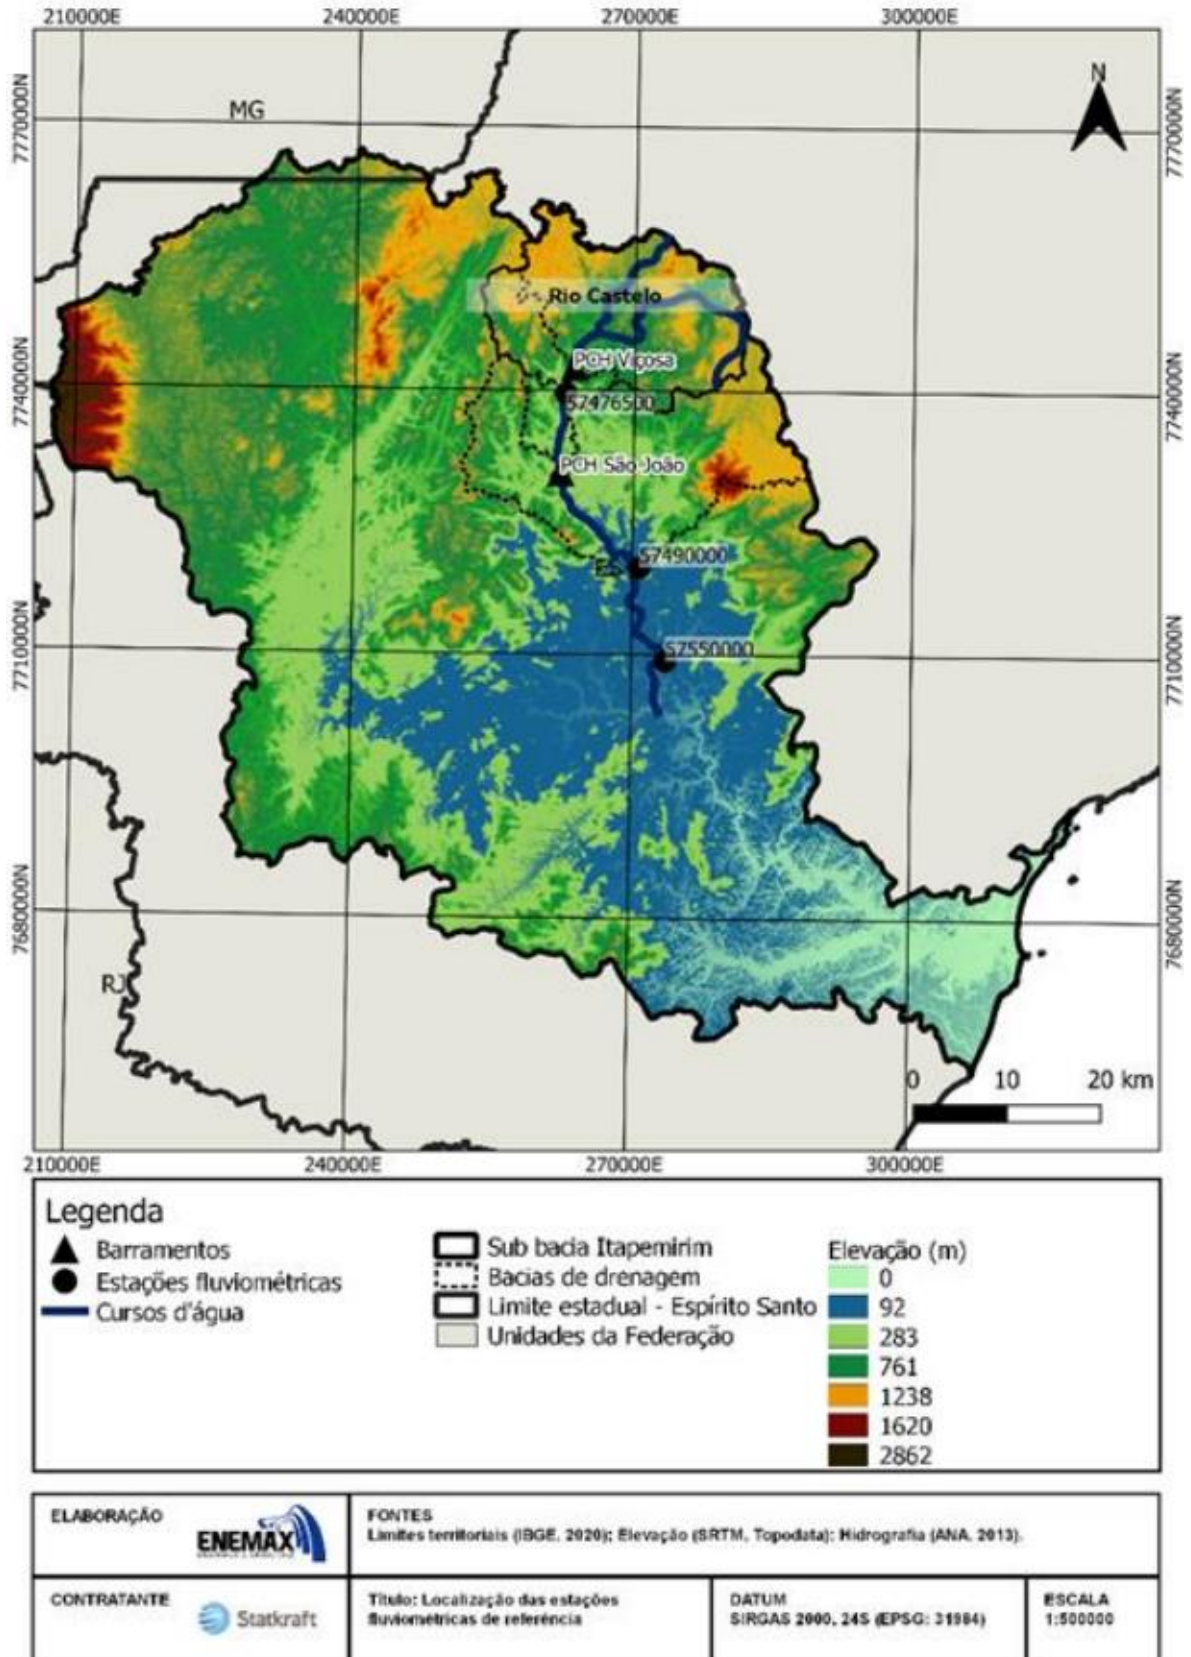 210000E 240000E 270000E 300000E
7770000N
7770000N
MG
N
Rio Castelo
PCH Viçosa
7740000N
57476500
7740000N
PCH São João
57490000
7710000N
57550000
7710000N
7680000N
7680000N
RJ
0 10 20 km
210000E 240000E 270000E 300000E
Legenda
Barramentos
Estações fluviométricas
Cursos d'água
Sub bacia Itapemirim
Bacias de drenagem
Limite estadual - Espírito Santo
Unidades da Federação
Elevação (m)
0
92
283
761
1238
1620
2862
ELABORAÇÃO
ENEMAX
FONTES
Limites territoriais (IBGE, 2020); Elevação (SRTM, Topodata); Hidrografia (ANA, 2013).
CONTRATANTE
Statkraft
Título: Localização das estações
fluviométricas de referência
DATUM
SIRGAS 2000, 24S (EPSG: 31984)
ESCALA
1:500000